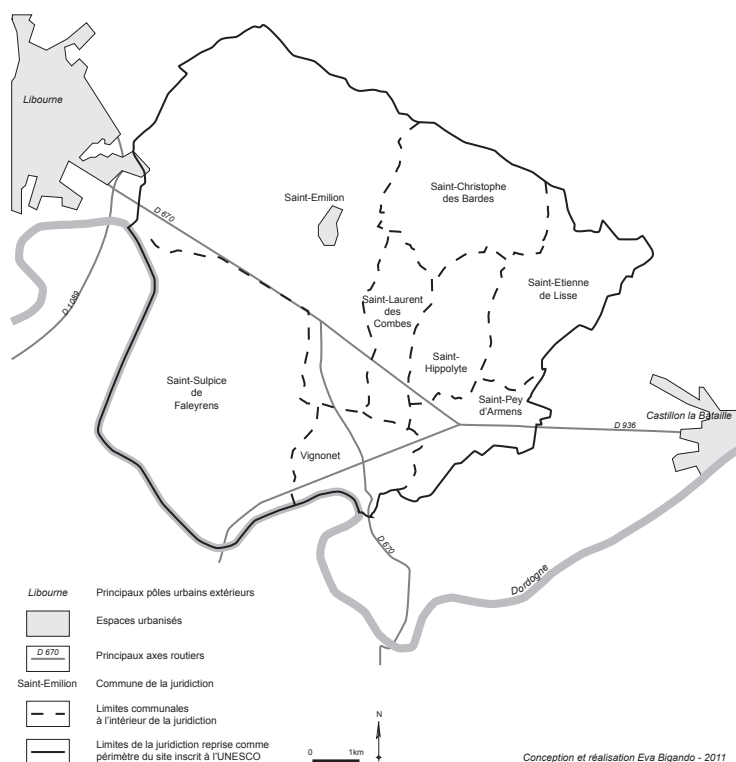 Libourne
Saint-Christophe
des Bardes
Saint-Emilion
D 670
Saint-Etienne
de Lisse
Saint-Laurent
des
Combes
D 1089
Saint-
Hippolyte
Saint-Sulpice
de
Faleyrens
Saint-Pey
d'Armens
Castillon la Bataille
D 936
Vignonet
D 670
Dordogne
Libourne Principaux pôles urbains extérieurs
Espaces urbanisés
D 670 Principaux axes routiers
Saint-Emilion Commune de la juridiction
Limites communales
à l'intérieur de la juridiction
Limites de la juridiction reprise comme
périmètre du site inscrit à l'UNESCO
N
0 1km
Conception et réalisation Eva Bigando - 2011